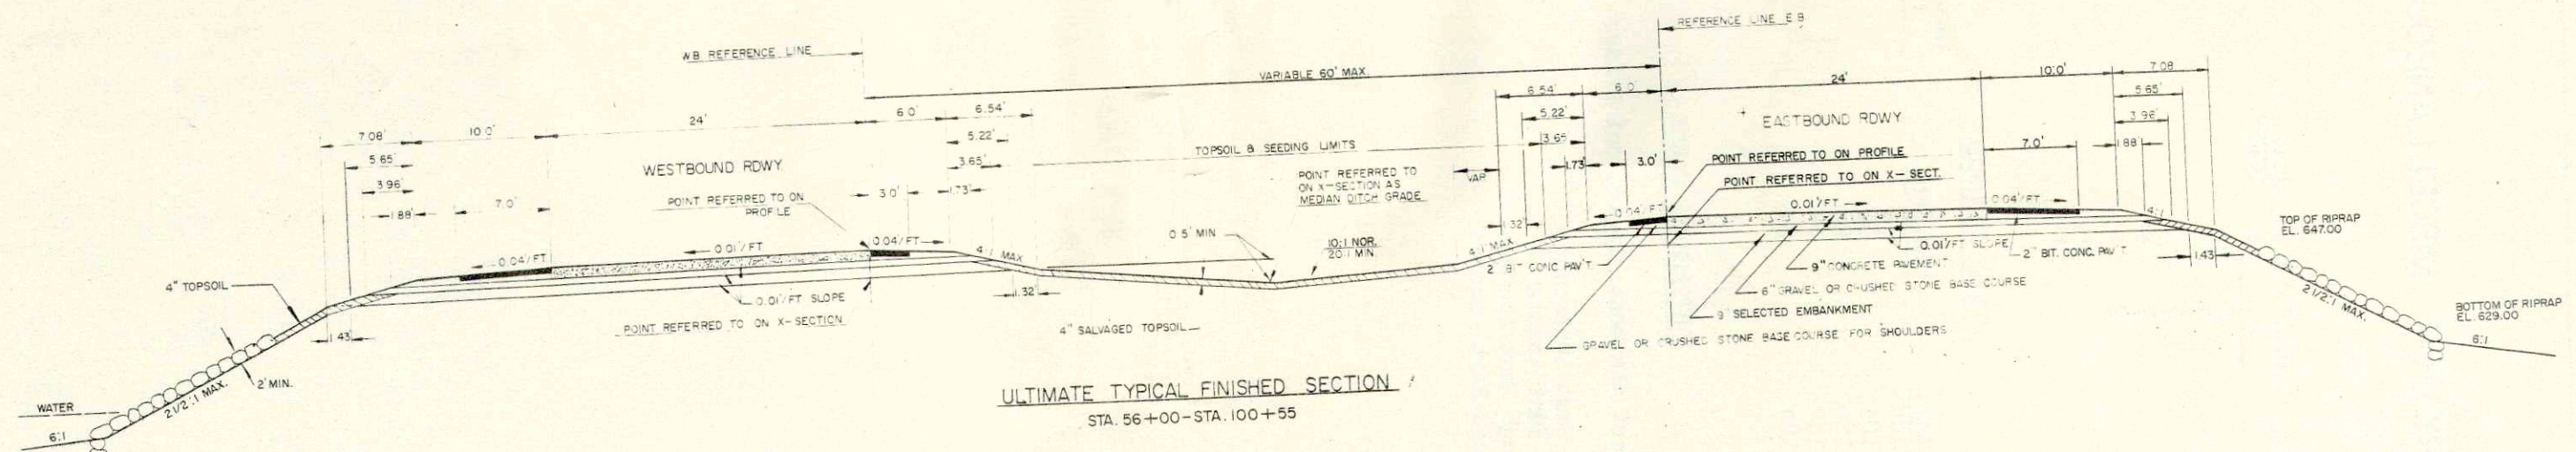 REFERENCE LINE E.B
WB REFERENCE LINE
VARIABLE 60' MAX.
7.08' 10.0' 24' 6.0' 6.54'
5.65' 5.22'
3.96' 3.65'
1.88' 7.0' 3.0' 1.73'
WESTBOUND RDWY.
POINT REFERRED TO ON
PROFILE
0.04'/FT 0.01'/FT 0.04'/FT 4:1 MAX
4" TOPSOIL
0.01'/FT SLOPE
POINT REFERRED TO ON X-SECTION
1.43' 1.32'
2' MIN.
2 1/2:1 MAX.
WATER
6:1
TOPSOIL & SEEDING LIMITS
POINT REFERRED TO
ON X-SECTION AS
MEDIAN DITCH GRADE
VAR
0.5' MIN
10:1 NOR.
20:1 MIN.
4" SALVAGED TOPSOIL
6.54' 6.0' 24' 10.0' 7.08
5.22' 5.65'
3.65 3.96'
1.73' 3.0' 7.0' 1.88'
1.32'
EASTBOUND RDWY
POINT REFERRED TO ON PROFILE
POINT REFERRED TO ON X-SECT.
4:1 MAX 0.04'/FT 0.01'/FT 0.04'/FT 4:1
2" BIT CONC PAV'T.
0.01'/FT SLOPE
2" BIT. CONC. PAV'T
9" CONCRETE PAVEMENT
6" GRAVEL OR CRUSHED STONE BASE COURSE
9" SELECTED EMBANKMENT
GRAVEL OR CRUSHED STONE BASE COURSE FOR SHOULDERS
1.43'
TOP OF RIPRAP
EL. 647.00
2 1/2:1 MAX.
BOTTOM OF RIPRAP
EL. 629.00
6:1
ULTIMATE TYPICAL FINISHED SECTION
STA. 56+00-STA. 100+55